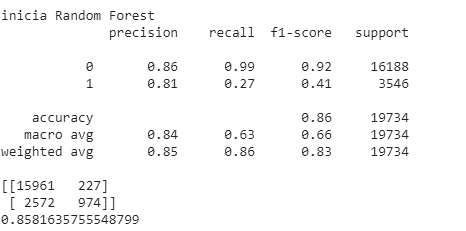 inicia Random Forest
precision recall f1-score support
0 0.86 0.99 0.92 16188
1 0.81 0.27 0.41 3546
accuracy 0.86 19734
macro avg 0.84 0.63 0.66 19734
weighted avg 0.85 0.86 0.83 19734
[[15961 227]
[ 2572 974]]
0.8581635755548799